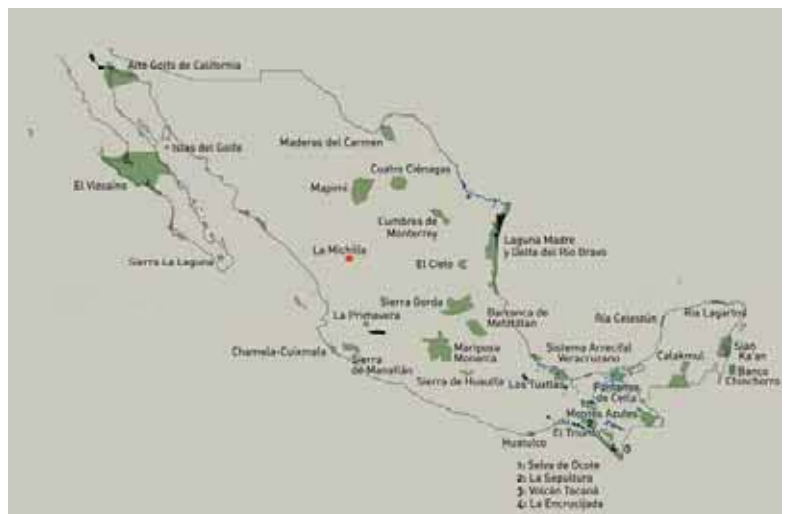 Alto Golfo de California
Islas del Golfo
Maderas del Carmen
El Vizcaíno
Cuatro Ciénagas
Mapimí
Cumbres de
Monterrey
Laguna Madre
y Delta del Río Bravo
La Michilla
El Cielo
Sierra La Laguna
Sierra Gorda
Barranca de
Metztitlán
La Primavera
Ría Celestún
Ría Lagartos
Chamela-Cuixmala
Sierra
de Manatlán
Mariposa
Monarca
Sistema Arrecifal
Veracruzano
Calakmul
Sian
Ka'an
Banco
Chinchorro
Sierra de Huautla
Los Tuxtlas
Pantanos
de Centla
Montes Azules
El Triunfo
Huatulco
1: Selva de Ocote
2: La Sepultura
3: Volcán Tacaná
4: La Encrucijada